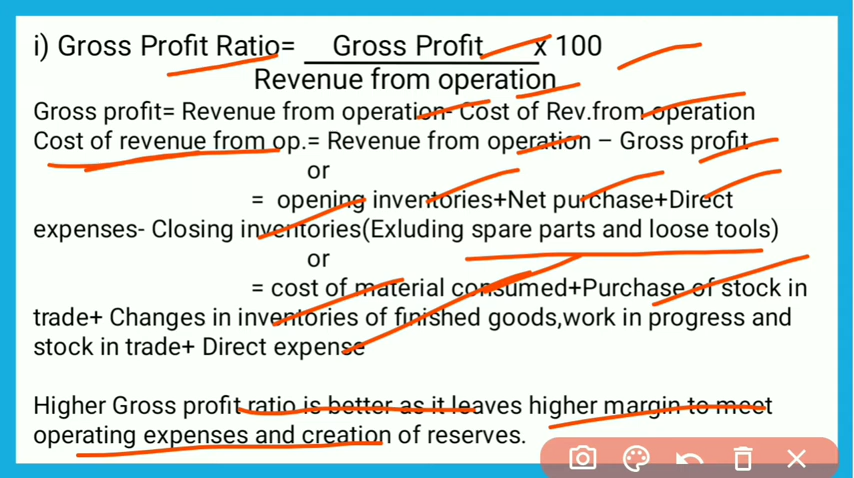 i) Gross Profit Ratio= Gross Profit x 100
Revenue from operation
Gross profit= Revenue from operation- Cost of Rev.from operation
Cost of revenue from op.= Revenue from operation – Gross profit
or
= opening inventories+Net purchase+Direct
expenses- Closing inventories(Exluding spare parts and loose tools)
or
= cost of material consumed+Purchase of stock in
trade+ Changes in inventories of finished goods,work in progress and
stock in trade+ Direct expense
Higher Gross profit ratio is better as it leaves higher margin to meet
operating expenses and creation of reserves.